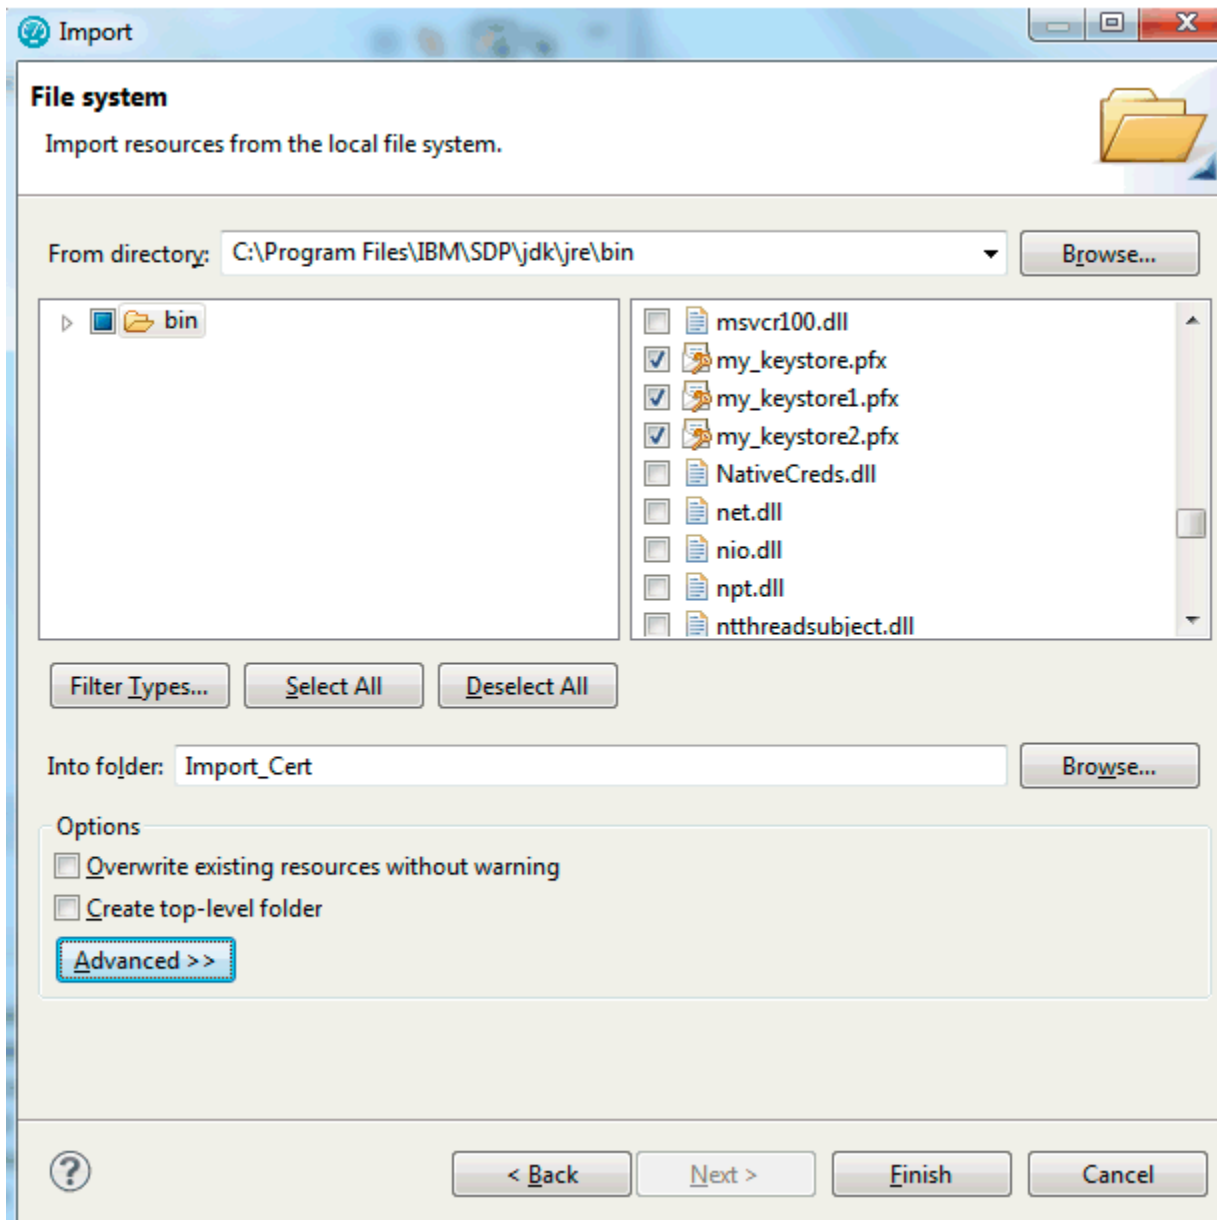 Import
File system
Import resources from the local file system.
From directory: C:\Program Files\IBM\SDP\jdk\jre\bin Browse...
bin
msvcr100.dll
my_keystore.pfx
my_keystore1.pfx
my_keystore2.pfx
NativeCreds.dll
net.dll
nio.dll
npt.dll
ntthreadsubject.dll
Filter Types... Select All Deselect All
Into folder: Import_Cert Browse...
Options
Overwrite existing resources without warning
Create top-level folder
Advanced >>
? < Back Next > Finish Cancel